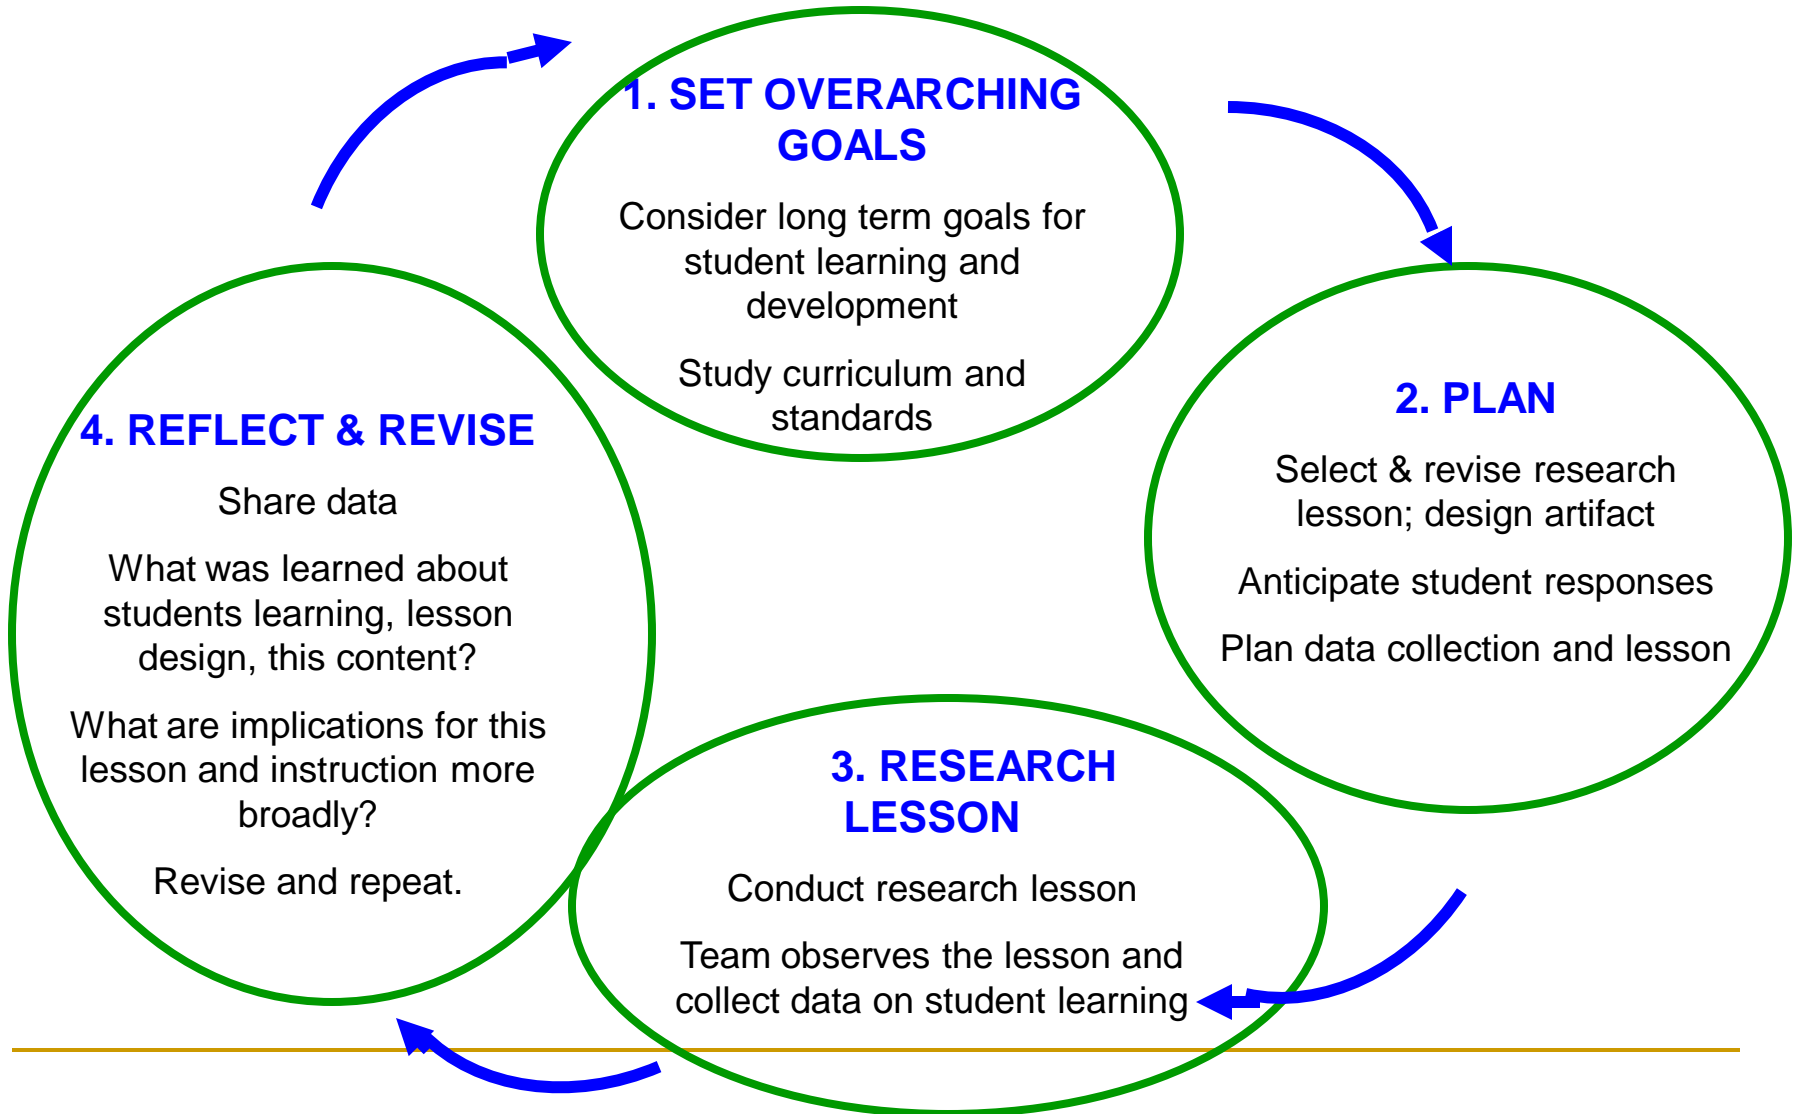 1. SET OVERARCHING
GOALS
Consider long term goals for
student learning and
development
Study curriculum and
standards
2. PLAN
Select & revise research
lesson; design artifact
Anticipate student responses
Plan data collection and lesson
3. RESEARCH
LESSON
Conduct research lesson
Team observes the lesson and
collect data on student learning
4. REFLECT & REVISE
Share data
What was learned about
students learning, lesson
design, this content?
What are implications for this
lesson and instruction more
broadly?
Revise and repeat.